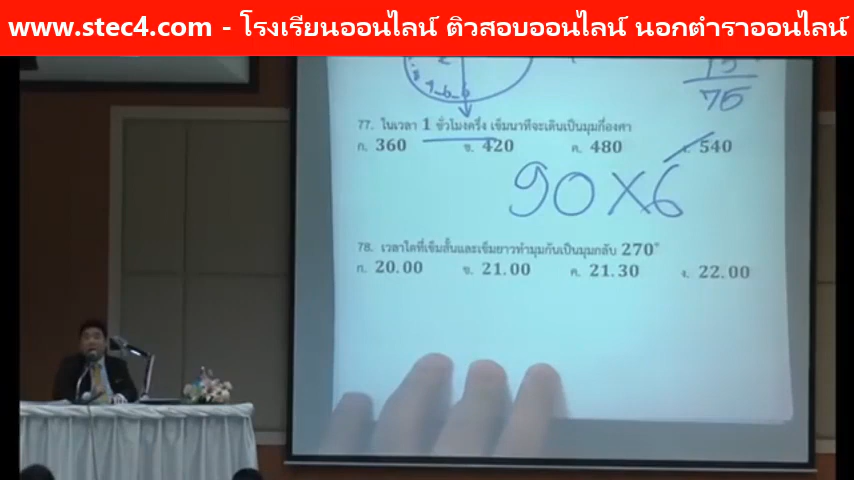 www.stec4.com - โรงเรียนออนไลน์ ติวสอบออนไลน์ นอกตำราออนไลน์
15
75
77. ในเวลา 1 ชั่วโมงครึ่ง เข็มนาทีจะเดินเป็นมุมกี่องศา
ก. 360 ข. 420 ค. 480 ง. 540
90×6
78. เวลาใดที่เข็มสั้นและเข็มยาวทำมุมกันเป็นมุมกลับ 270°
ก. 20.00 ข. 21.00 ค. 21.30 ง. 22.00